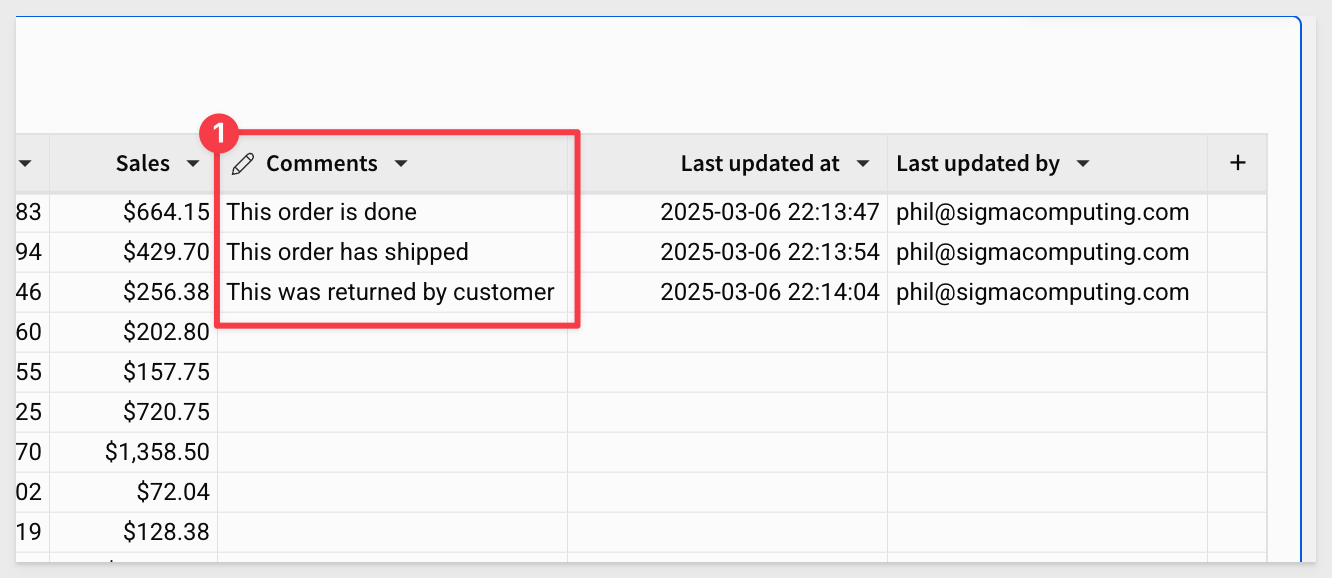 1
Sales Comments Last updated at Last updated by +
83 $664.15 This order is done 2025-03-06 22:13:47 phil@sigmacomputing.com
94 $429.70 This order has shipped 2025-03-06 22:13:54 phil@sigmacomputing.com
46 $256.38 This was returned by customer 2025-03-06 22:14:04 phil@sigmacomputing.com
60 $202.80
55 $157.75
25 $720.75
70 $1,358.50
02 $72.04
19 $128.38